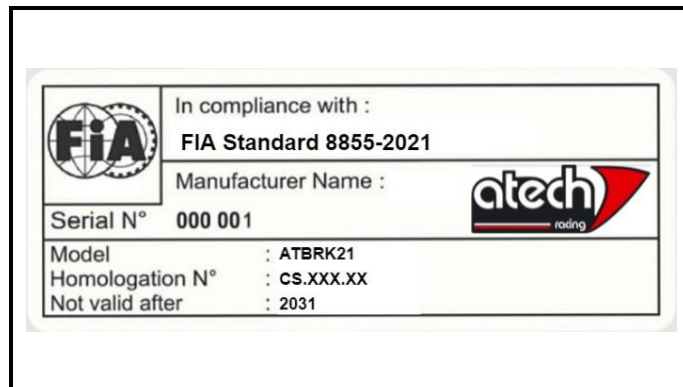 FiA
In compliance with :
FIA Standard 8855-2021
Manufacturer Name :
atech
racing
Serial N° 000 001
Model : ATBRK21
Homologation N° : CS.XXX.XX
Not valid after : 2031